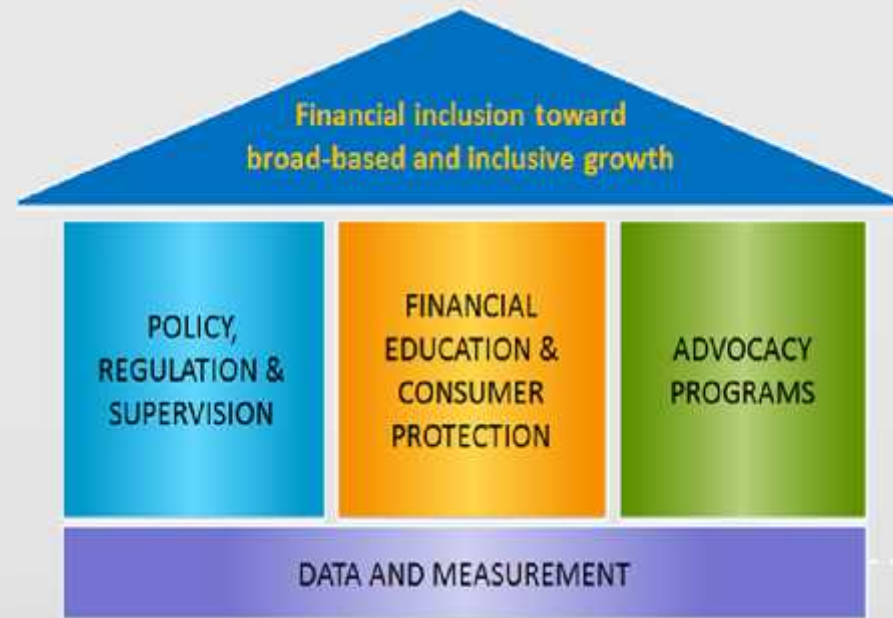 Financial inclusion toward
broad-based and inclusive growth
POLICY,
REGULATION &
SUPERVISION
FINANCIAL
EDUCATION &
CONSUMER
PROTECTION
ADVOCACY
PROGRAMS
DATA AND MEASUREMENT